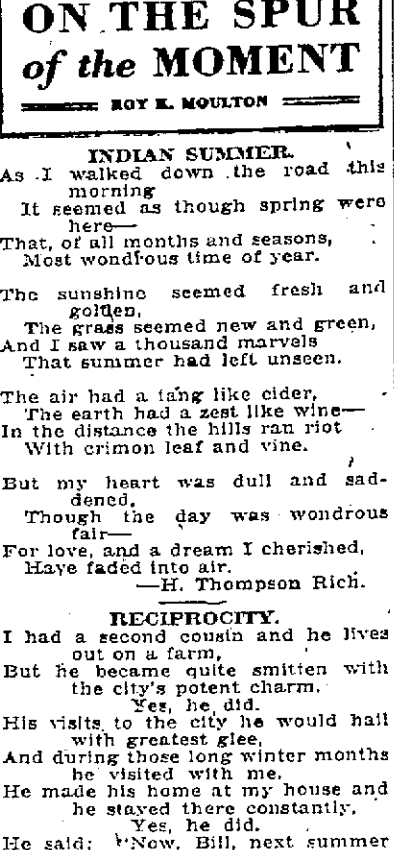 ON THE SPUR
of the MOMENT
ROY K. MOULTON
INDIAN SUMMER.
As I walked down the road this
morning
It seemed as though spring were
here—
That, of all months and seasons,
Most wondrous time of year.
The sunshine seemed fresh and
golden,
The grass seemed new and green,
And I saw a thousand marvels
That summer had left unseen.
The air had a tang like cider,
The earth had a zest like wine—
In the distance the hills ran riot
With crimon leaf and vine.
But my heart was dull and sad-
dened,
Though the day was wondrous
fair—
For love, and a dream I cherished,
Have faded into air.
—H. Thompson Rich.
RECIPROCITY.
I had a second cousin and he lives
out on a farm,
But he became quite smitten with
the city's potent charm.
Yes, he did.
His visits to the city he would hail
with greatest glee,
And during those long winter months
he visited with me.
He made his home at my house and
he stayed there constantly.
Yes, he did.
He said: "Now, Bill, next summer